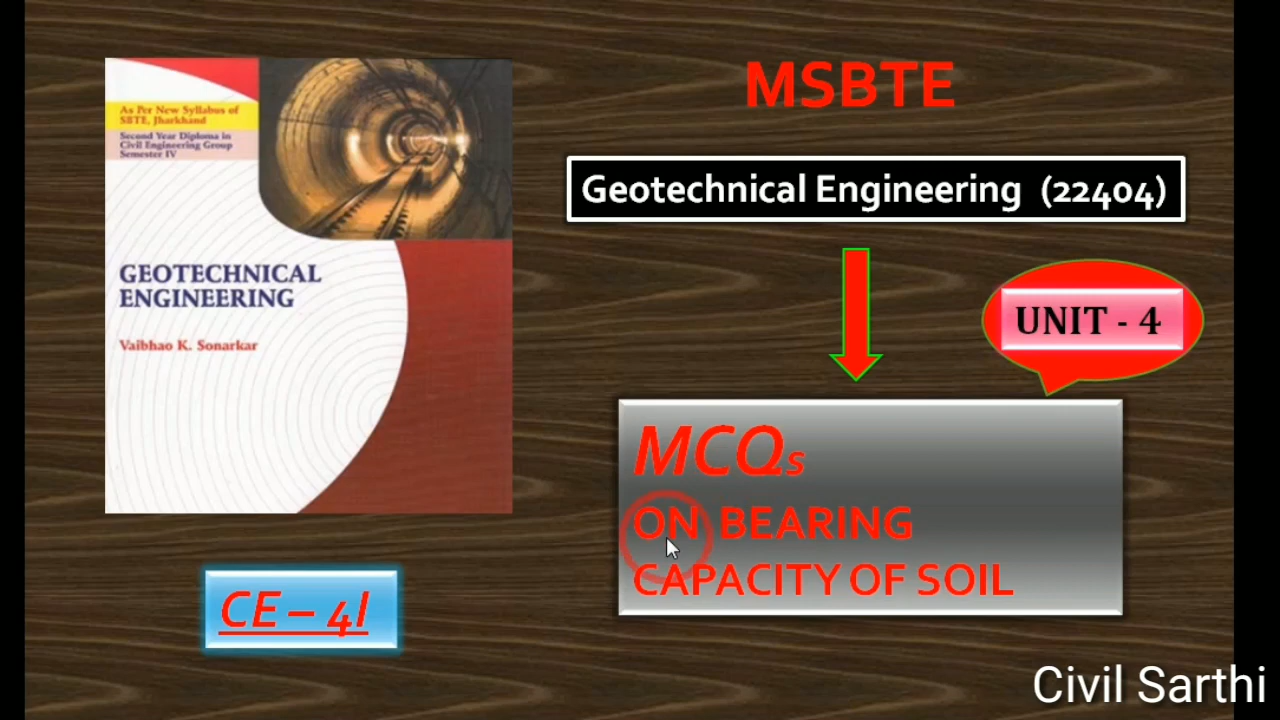 As Per New Syllabus of
SBTE, Jharkhand
Second Year Diploma in
Civil Engineering Group
Semester IV
GEOTECHNICAL
ENGINEERING
Vaibhao K. Sonarkar
CE – 4I
MSBTE
Geotechnical Engineering (22404)
UNIT - 4
MCQs
ON BEARING
CAPACITY OF SOIL
Civil Sarthi